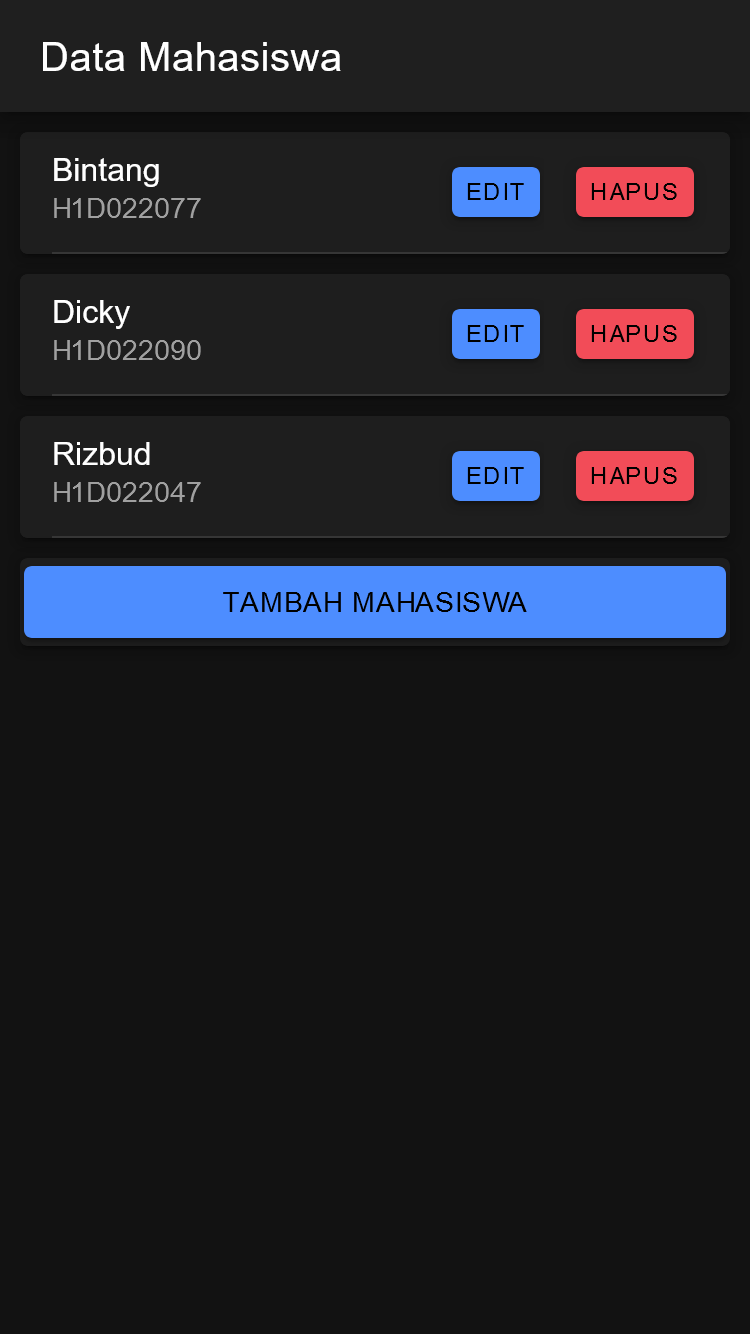 Data Mahasiswa
Bintang
H1D022077
EDIT
HAPUS
Dicky
H1D022090
EDIT
HAPUS
Rizbud
H1D022047
EDIT
HAPUS
TAMBAH MAHASISWA